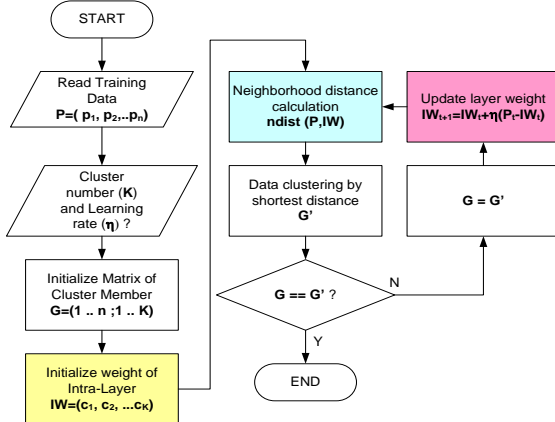 START
Read Training
Data
P=( p₁, p₂,..pₙ)
Cluster
number (K)
and Learning
rate (η) ?
Initialize Matrix of
Cluster Member
G=(1 .. n ;1 .. K)
Initialize weight of
Intra-Layer
IW=(c₁, c₂, ...cₖ)
Neighborhood distance
calculation
ndist (P,IW)
Data clustering by
shortest distance
G'
G == G' ?
N
Y
END
G = G'
Update layer weight
IWₜ₊₁=IWₜ+η(Pₜ-IWₜ)